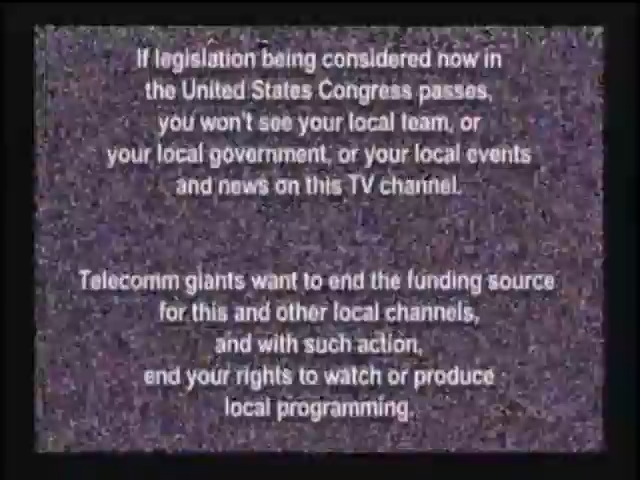 If legislation being considered now in
the United States Congress passes,
you won't see your local team, or
your local government, or your local events
and news on this TV channel.
Telecomm giants want to end the funding source
for this and other local channels,
and with such action,
end your rights to watch or produce
local programming.